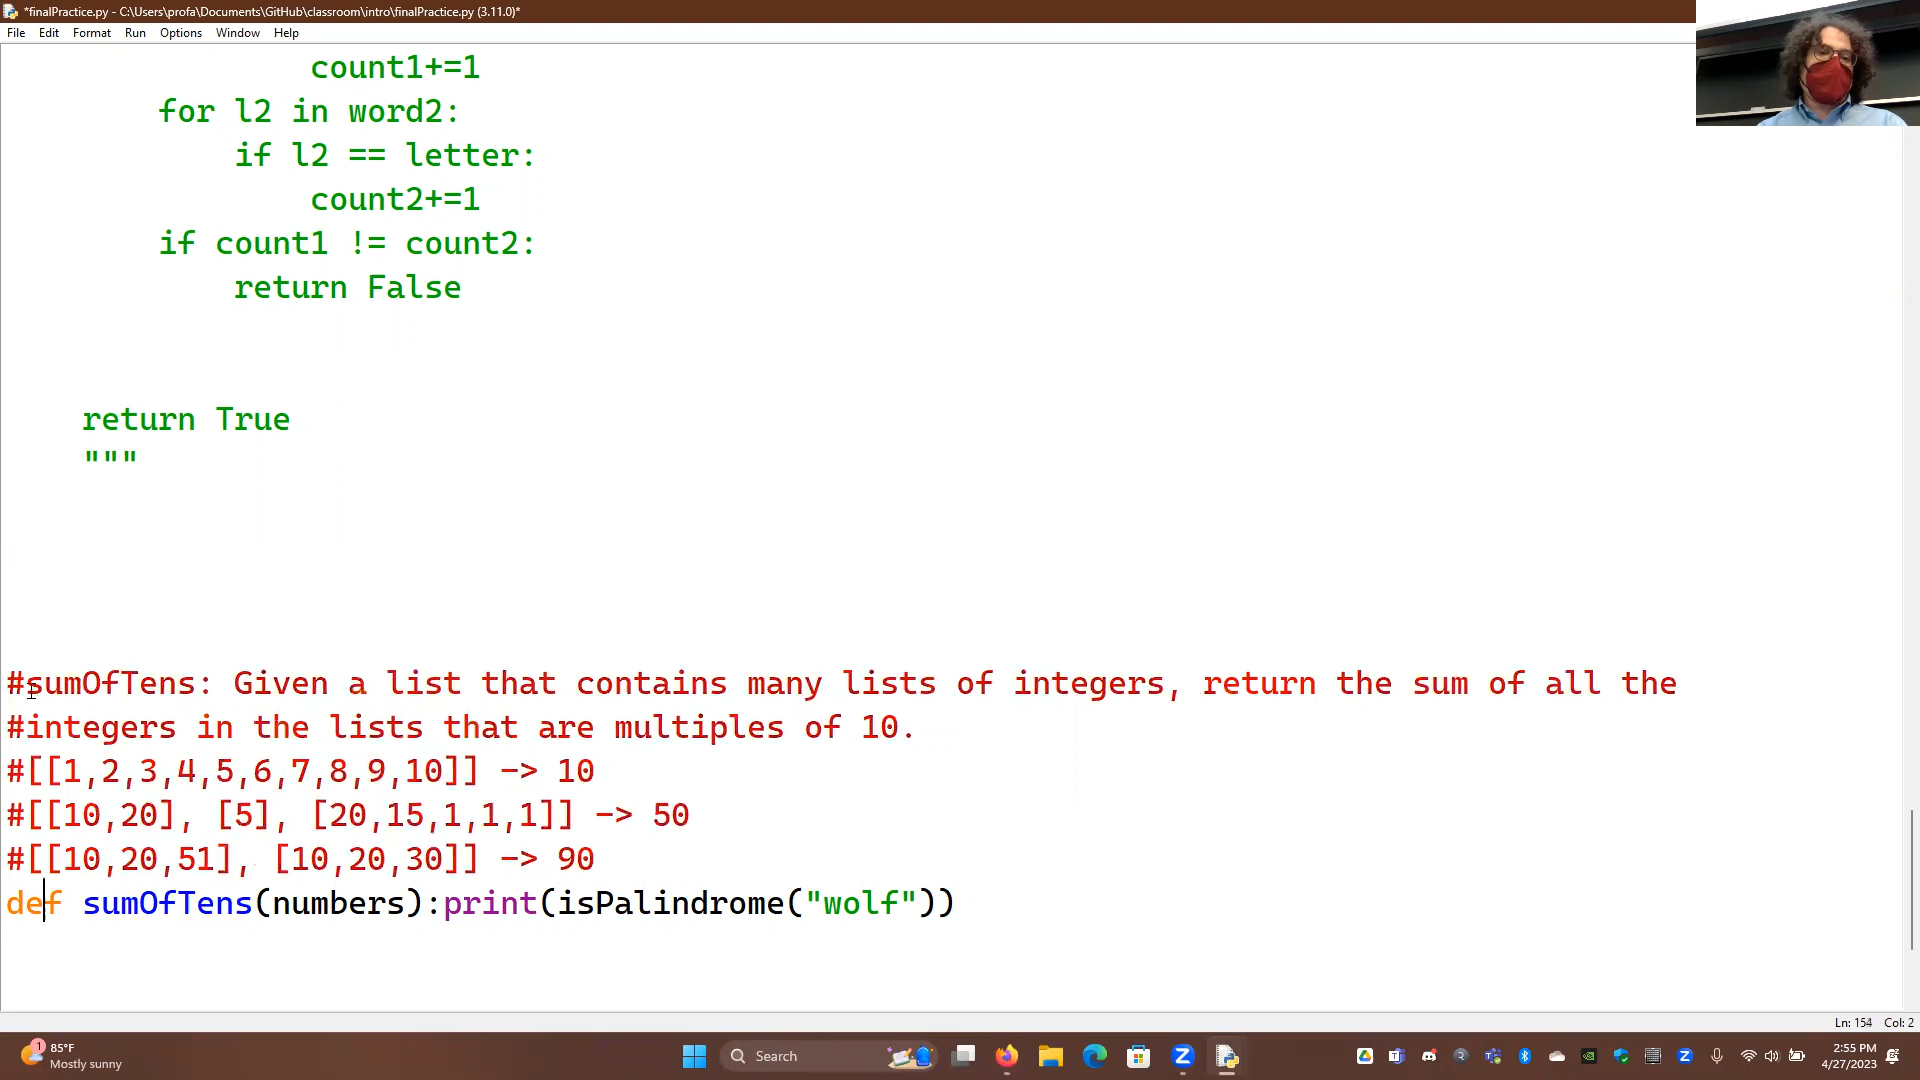 *finalPractice.py - C:\Users\profa\Documents\GitHub\classroom\intro\finalPractice.py (3.11.0)*
File Edit Format Run Options Window Help
count1+=1
for l2 in word2:
if l2 == letter:
count2+=1
if count1 != count2:
return False
return True
"""
#sumOfTens: Given a list that contains many lists of integers, return the sum of all the
#integers in the lists that are multiples of 10.
#[[1,2,3,4,5,6,7,8,9,10]] -> 10
#[[10,20], [5], [20,15,1,1,1]] -> 50
#[[10,20,51], [10,20,30]] -> 90
def sumOfTens(numbers):print(isPalindrome("wolf"))
Ln: 154 Col: 2
1
85°F
Mostly sunny
Search
2:55 PM
4/27/2023